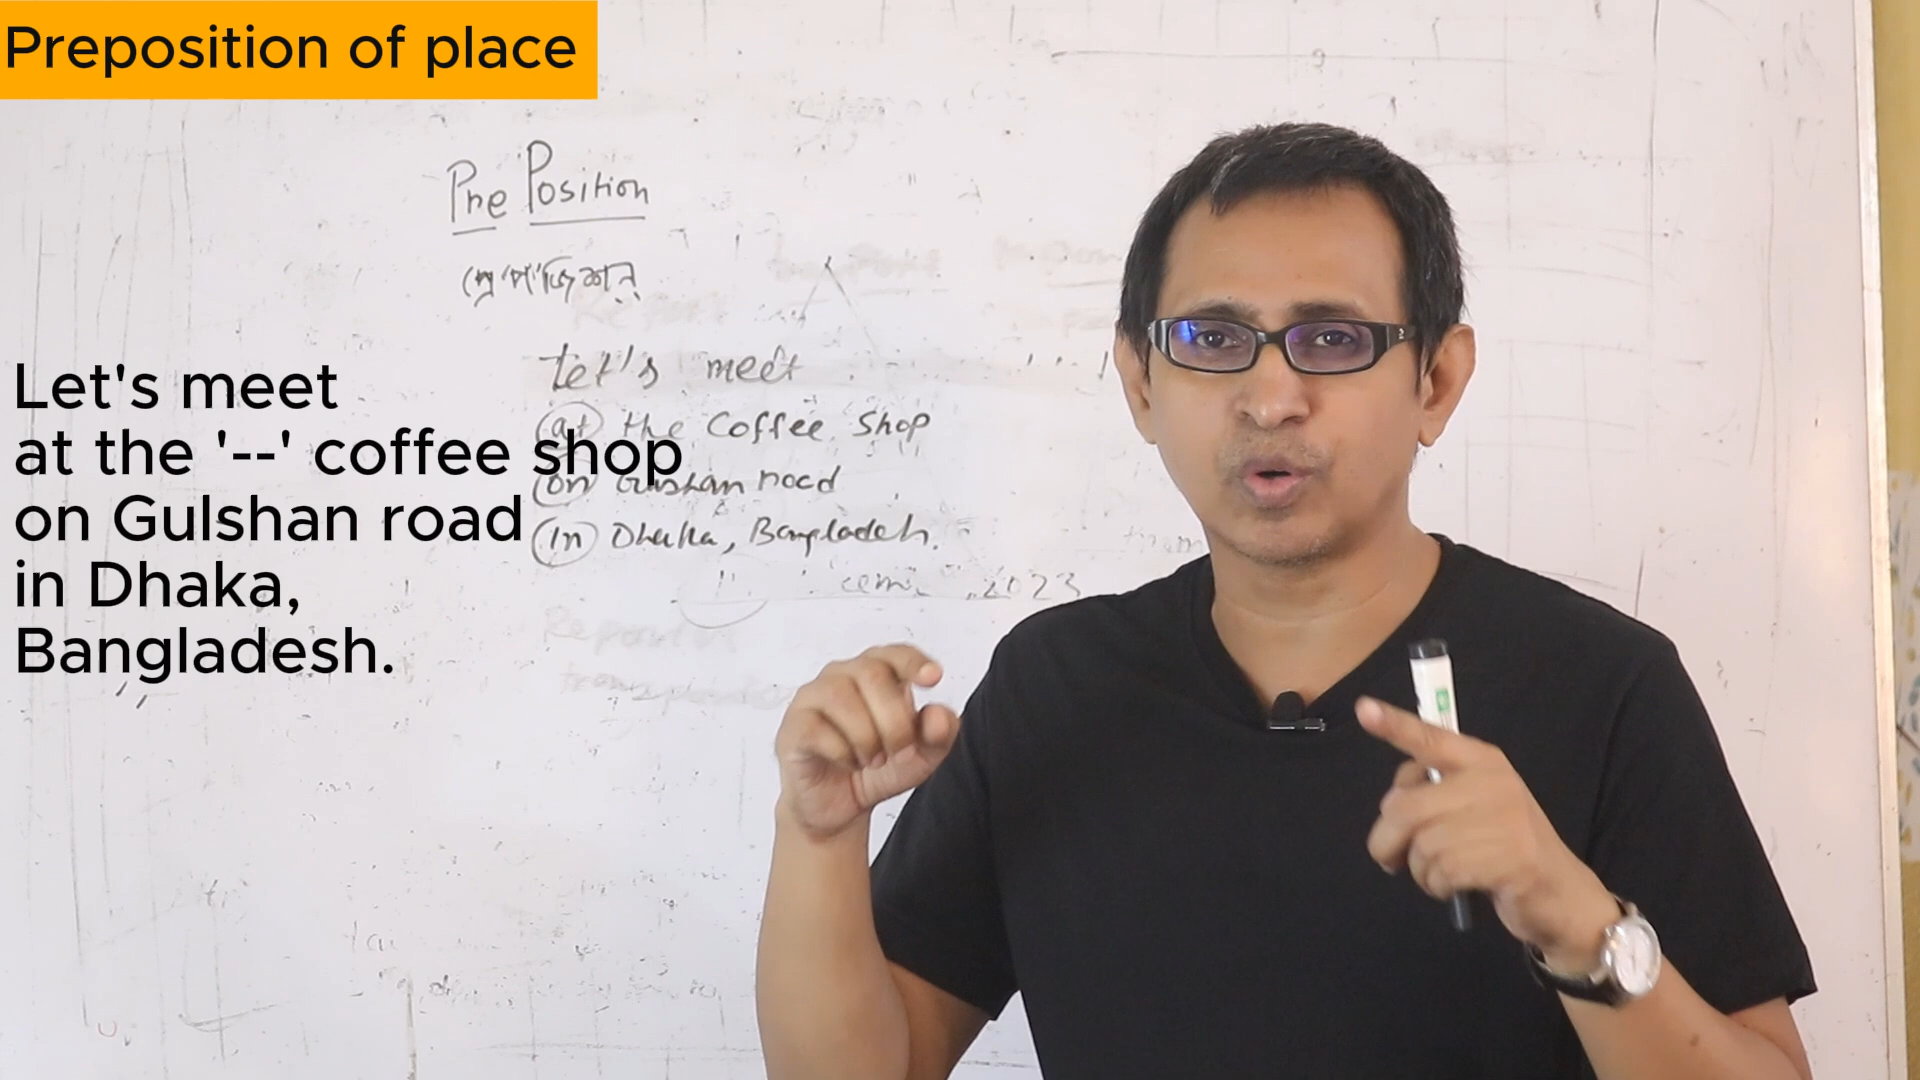 Preposition of place
Pre Position
প্রেপোজিশান্
Let's meet
at the '--' coffee shop
on Gulshan road
in Dhaka,
Bangladesh.
Let's meet
at the Coffee Shop
on Gulshan road
in Dhaka, Bangladesh.
2023